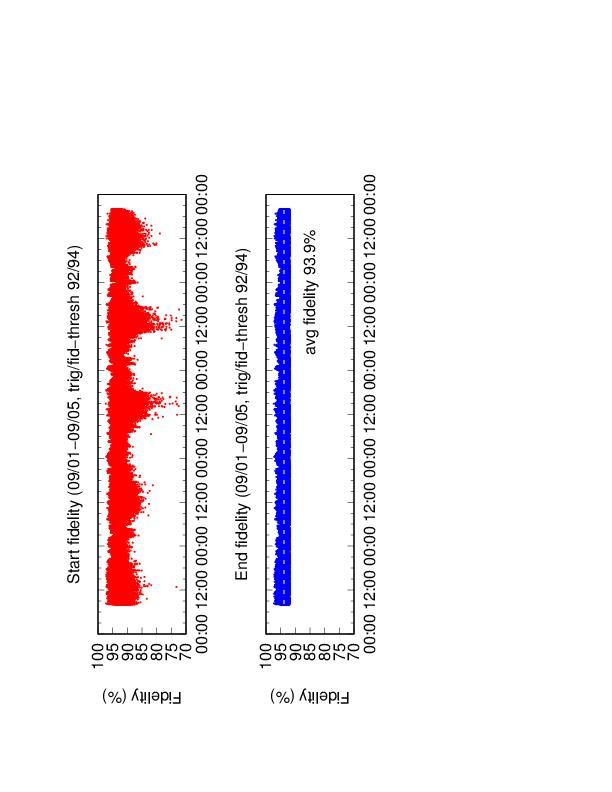 Start fidelity (09/01−09/05, trig/fid−thresh 92/94)
Fidelity (%)
100
95
90
85
80
75
70
00:00 12:00 00:00 12:00 00:00 12:00 00:00 12:00 00:00 12:00 00:00
End fidelity (09/01−09/05, trig/fid−thresh 92/94)
Fidelity (%)
100
95
90
85
80
75
70
avg fidelity 93.9%
00:00 12:00 00:00 12:00 00:00 12:00 00:00 12:00 00:00 12:00 00:00